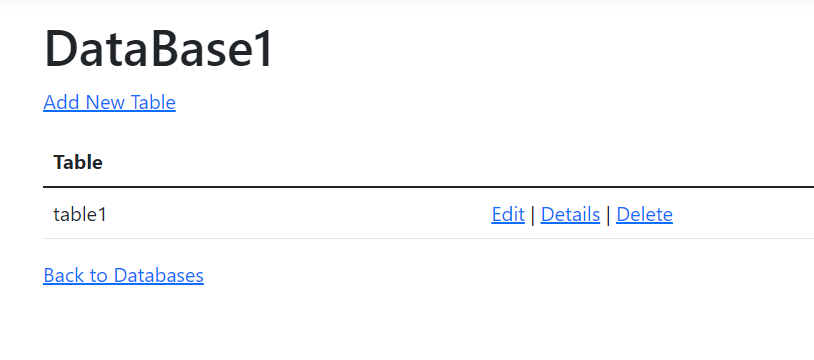 DataBase1
Add New Table
Table
table1 Edit | Details | Delete
Back to Databases